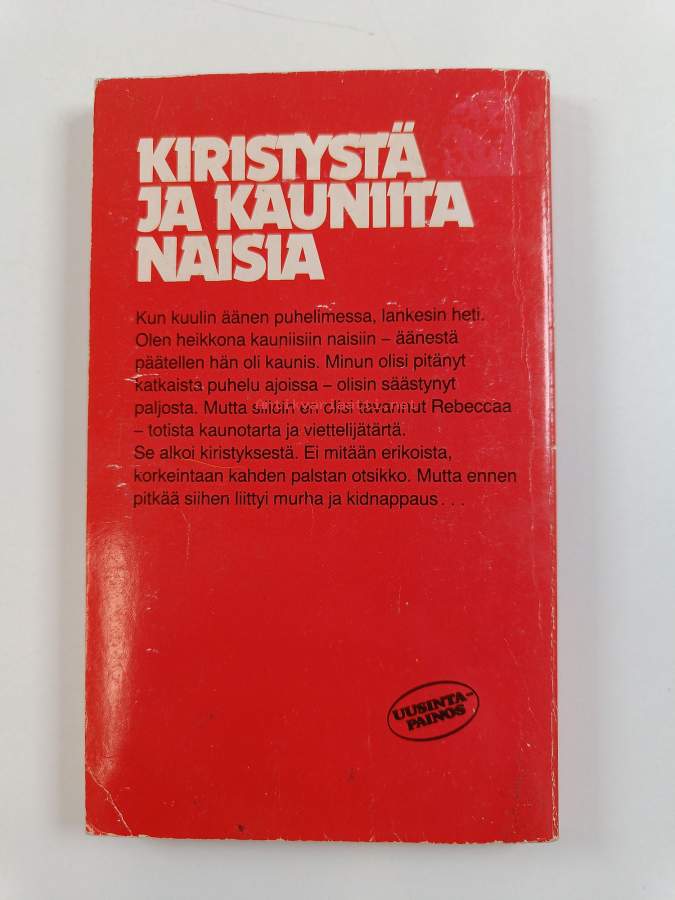 KIRISTYSTÄ
JA KAUNIITA
NAISIA
Kun kuulin äänen puhelimessa, lankesin heti.
Olen heikkona kauniisiin naisiin – äänestä
päätellen hän oli kaunis. Minun olisi pitänyt
katkaista puhelu ajoissa – olisin säästynyt
paljosta. Mutta silloin en olisi tavannut Rebeccaa
– totista kaunotarta ja viettelijätärtä.
Se alkoi kiristyksestä. Ei mitään erikoista,
korkeintaan kahden palstan otsikko. Mutta ennen
pitkää siihen liittyi murha ja kidnappaus . . .
UUSINTA-
PAINOS